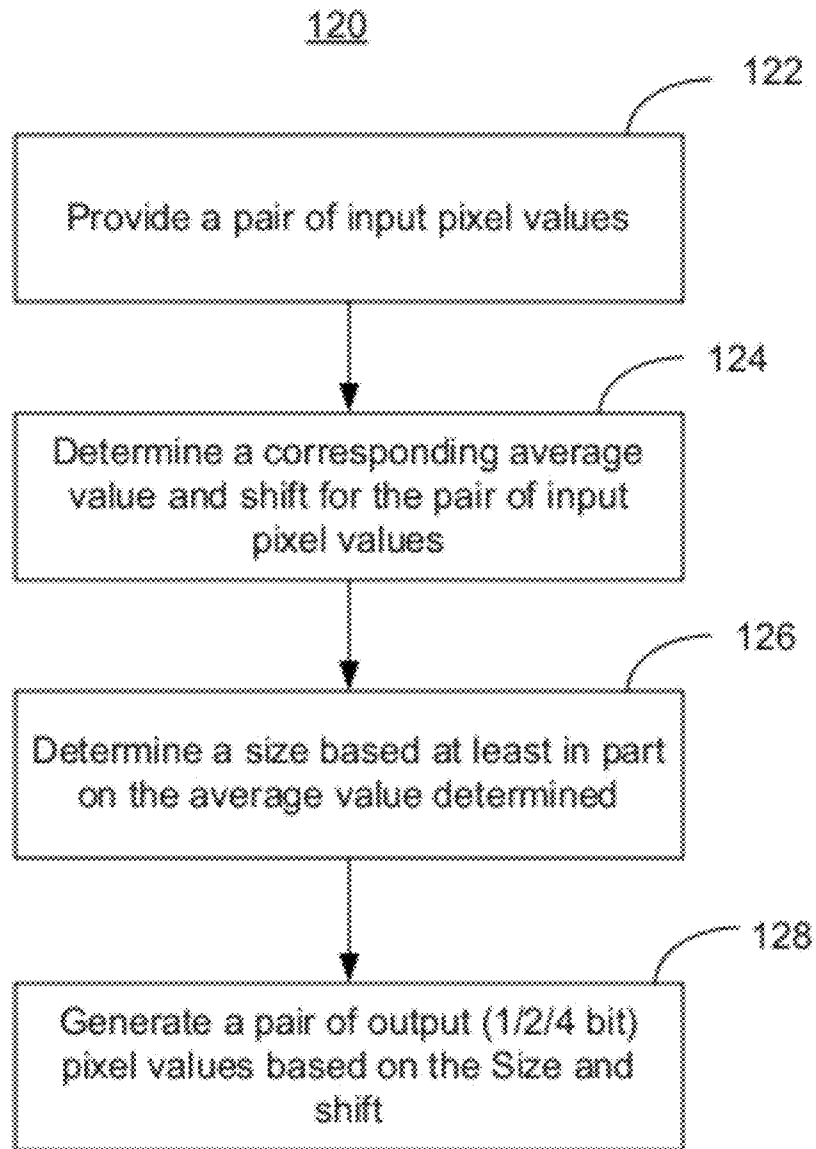 120
122
Provide a pair of input pixel values
124
Determine a corresponding average
value and shift for the pair of input
pixel values
126
Determine a size based at least in part
on the average value determined
128
Generate a pair of output (1/2/4 bit)
pixel values based on the Size and
shift